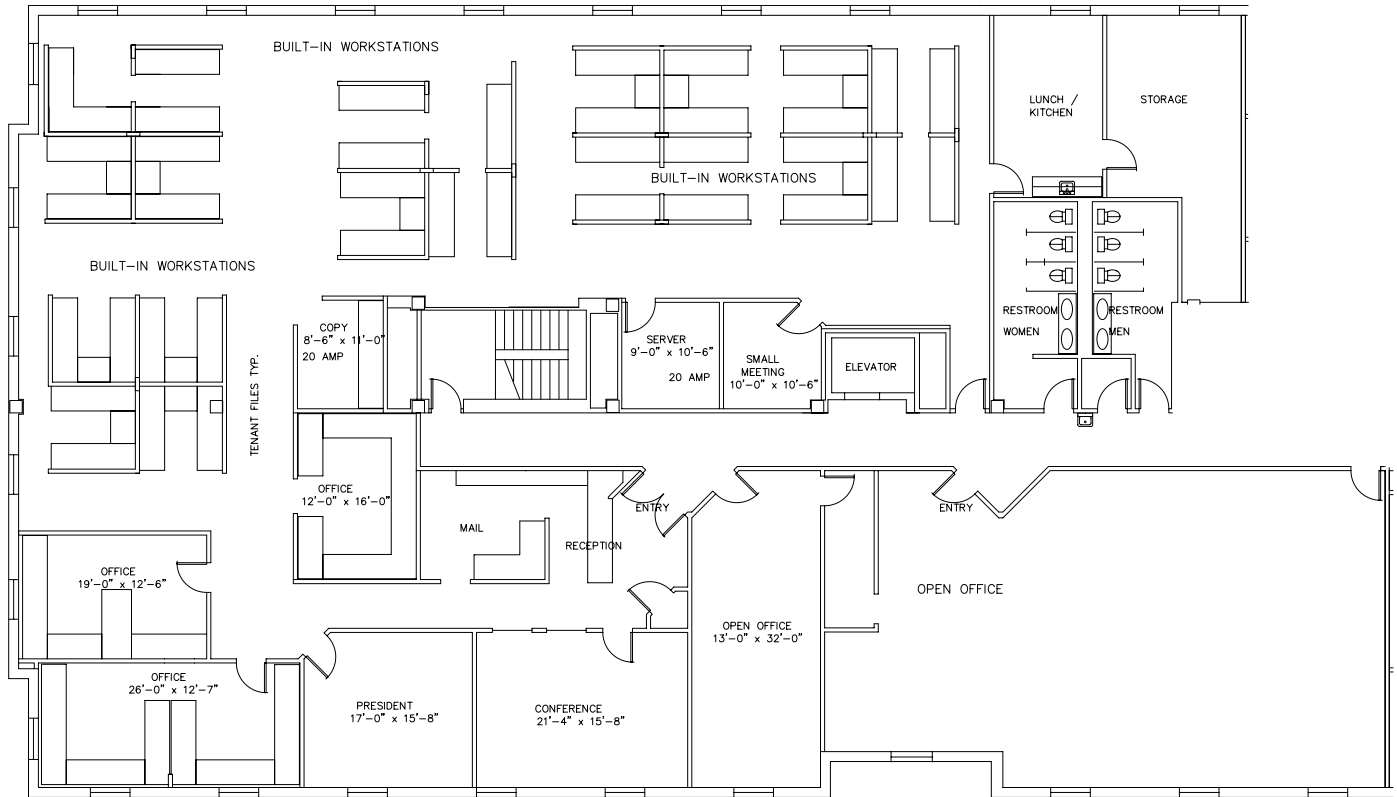 BUILT-IN WORKSTATIONS
LUNCH /
KITCHEN
STORAGE
BUILT-IN WORKSTATIONS
BUILT-IN WORKSTATIONS
RESTROOM
WOMEN
RESTROOM
MEN
COPY
8'-6" x 11'-0"
20 AMP
SERVER
9'-0" x 10'-6"
20 AMP
SMALL
MEETING
10'-0" x 10'-6"
ELEVATOR
TENANT FILES TYP.
OFFICE
12'-0" x 16'-0"
MAIL
RECEPTION
ENTRY
ENTRY
OFFICE
19'-0" x 12'-6"
OPEN OFFICE
OPEN OFFICE
13'-0" x 32'-0"
OFFICE
26'-0" x 12'-7"
PRESIDENT
17'-0" x 15'-8"
CONFERENCE
21'-4" x 15'-8"